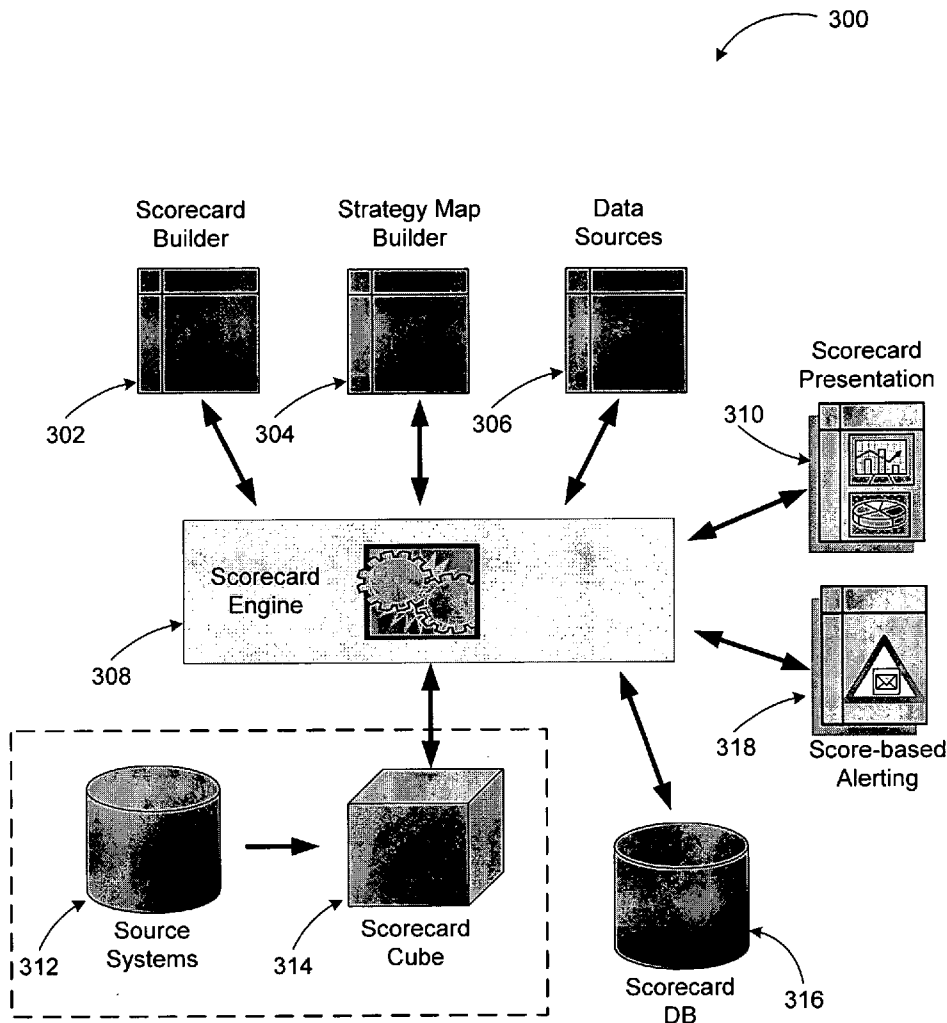 300
Scorecard
Builder
Strategy Map
Builder
Data
Sources
302
304
306
Scorecard
Presentation
310
Scorecard
Engine
308
318
Score-based
Alerting
312
Source
Systems
314
Scorecard
Cube
Scorecard
DB
316